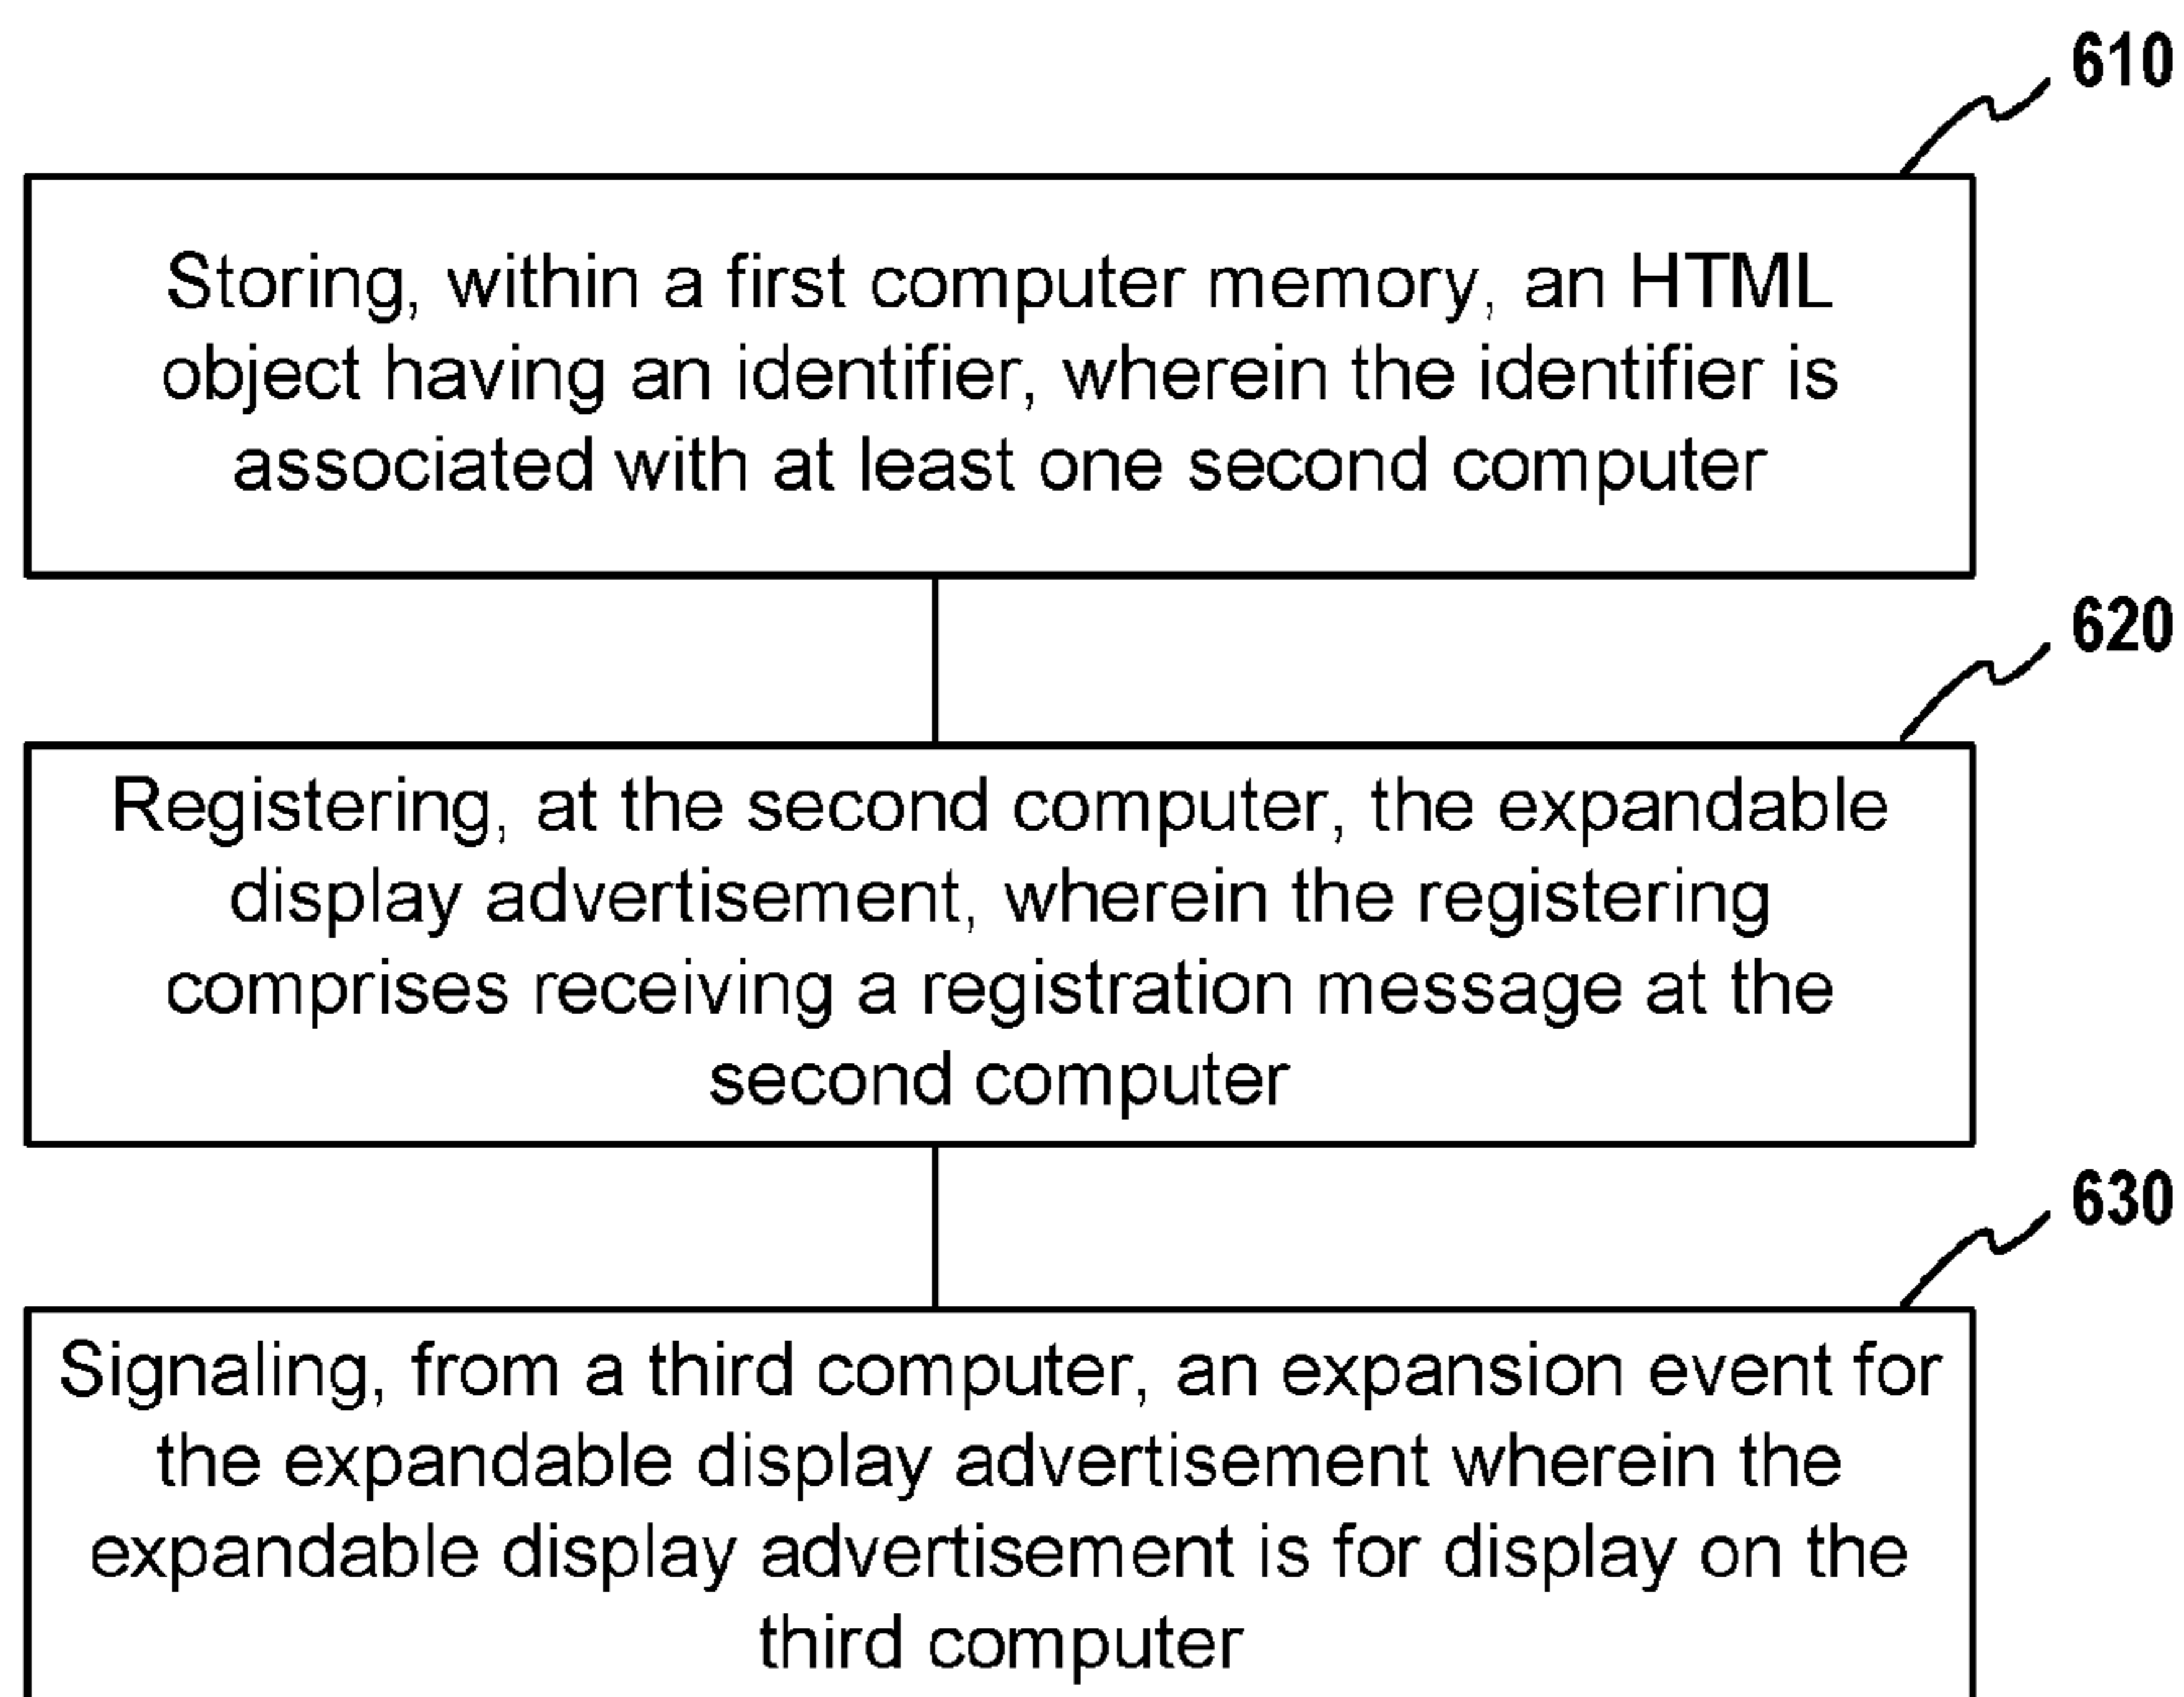 610
Storing, within a first computer memory, an HTML
object having an identifier, wherein the identifier is
associated with at least one second computer
620
Registering, at the second computer, the expandable
display advertisement, wherein the registering
comprises receiving a registration message at the
second computer
630
Signaling, from a third computer, an expansion event for
the expandable display advertisement wherein the
expandable display advertisement is for display on the
third computer